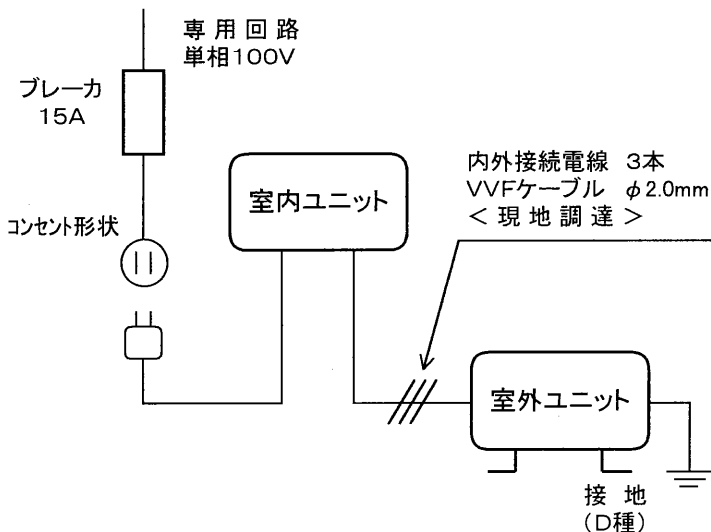 専用回路
単相100V
ブレーカ
15A
コンセント形状
室内ユニット
内外接続電線 3本
VVFケーブル φ2.0mm
<現地調達>
室外ユニット
接地
(D種)